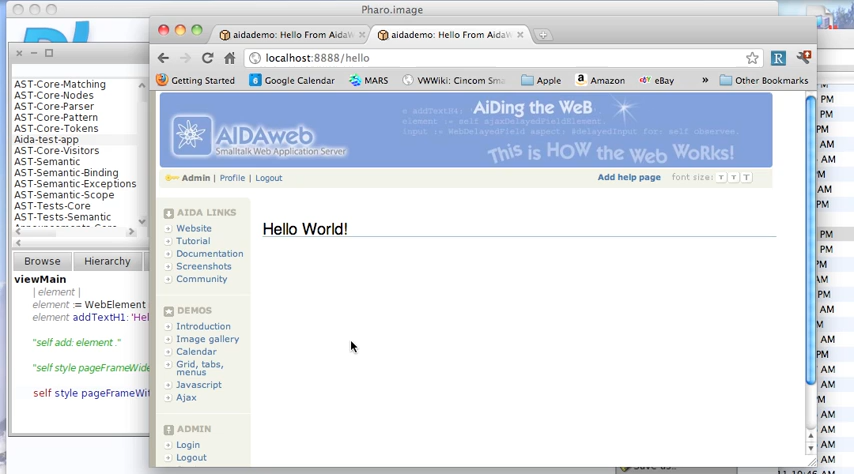 Pharo.image
aidademo: Hello From AidaW
aidademo: Hello From AidaW
localhost:8888/hello
Getting Started
6 Google Calendar
MARS
VWWiki: Cincom Smal
Apple
Amazon
eBay
»
Other Bookmarks
AST-Core-Matching
AST-Core-Nodes
AST-Core-Parser
AST-Core-Pattern
AST-Core-Tokens
Aida-test-app
AST-Core-Visitors
AST-Semantic
AST-Semantic-Binding
AST-Semantic-Exceptions
AST-Semantic-Scope
AST-Tests-Core
AST-Tests-Semantic
Browse
Hierarchy
viewMain
| element |
element := WebElement
element addTextH1: 'Hel
"self add: element ."
"self style pageFrameWide
self style pageFrameWit
AIDAweb
Smalltalk Web Application Server
AiDing the WeB
This is HOW the Web WoRks!
Admin | Profile | Logout
Add help page
font size: T T T
AIDA LINKS
Website
Tutorial
Documentation
Screenshots
Community
DEMOS
Introduction
Image gallery
Calendar
Grid, tabs,
menus
Javascript
Ajax
ADMIN
Login
Logout
Hello World!
PM
PM
PM
PM
AM
AM
AM
AM
PM
PM
PM
PM
AM
AM